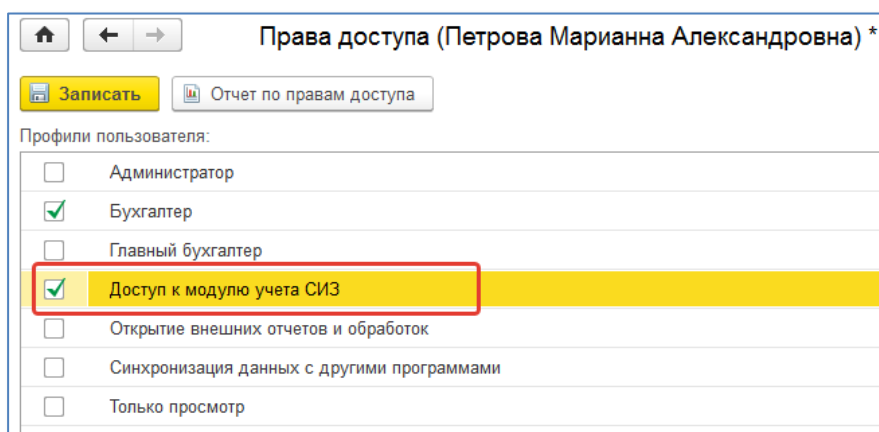 Права доступа (Петрова Марианна Александровна) *
Записать Отчет по правам доступа
Профили пользователя:
Администратор
Бухгалтер
Главный бухгалтер
Доступ к модулю учета СИЗ
Открытие внешних отчетов и обработок
Синхронизация данных с другими программами
Только просмотр